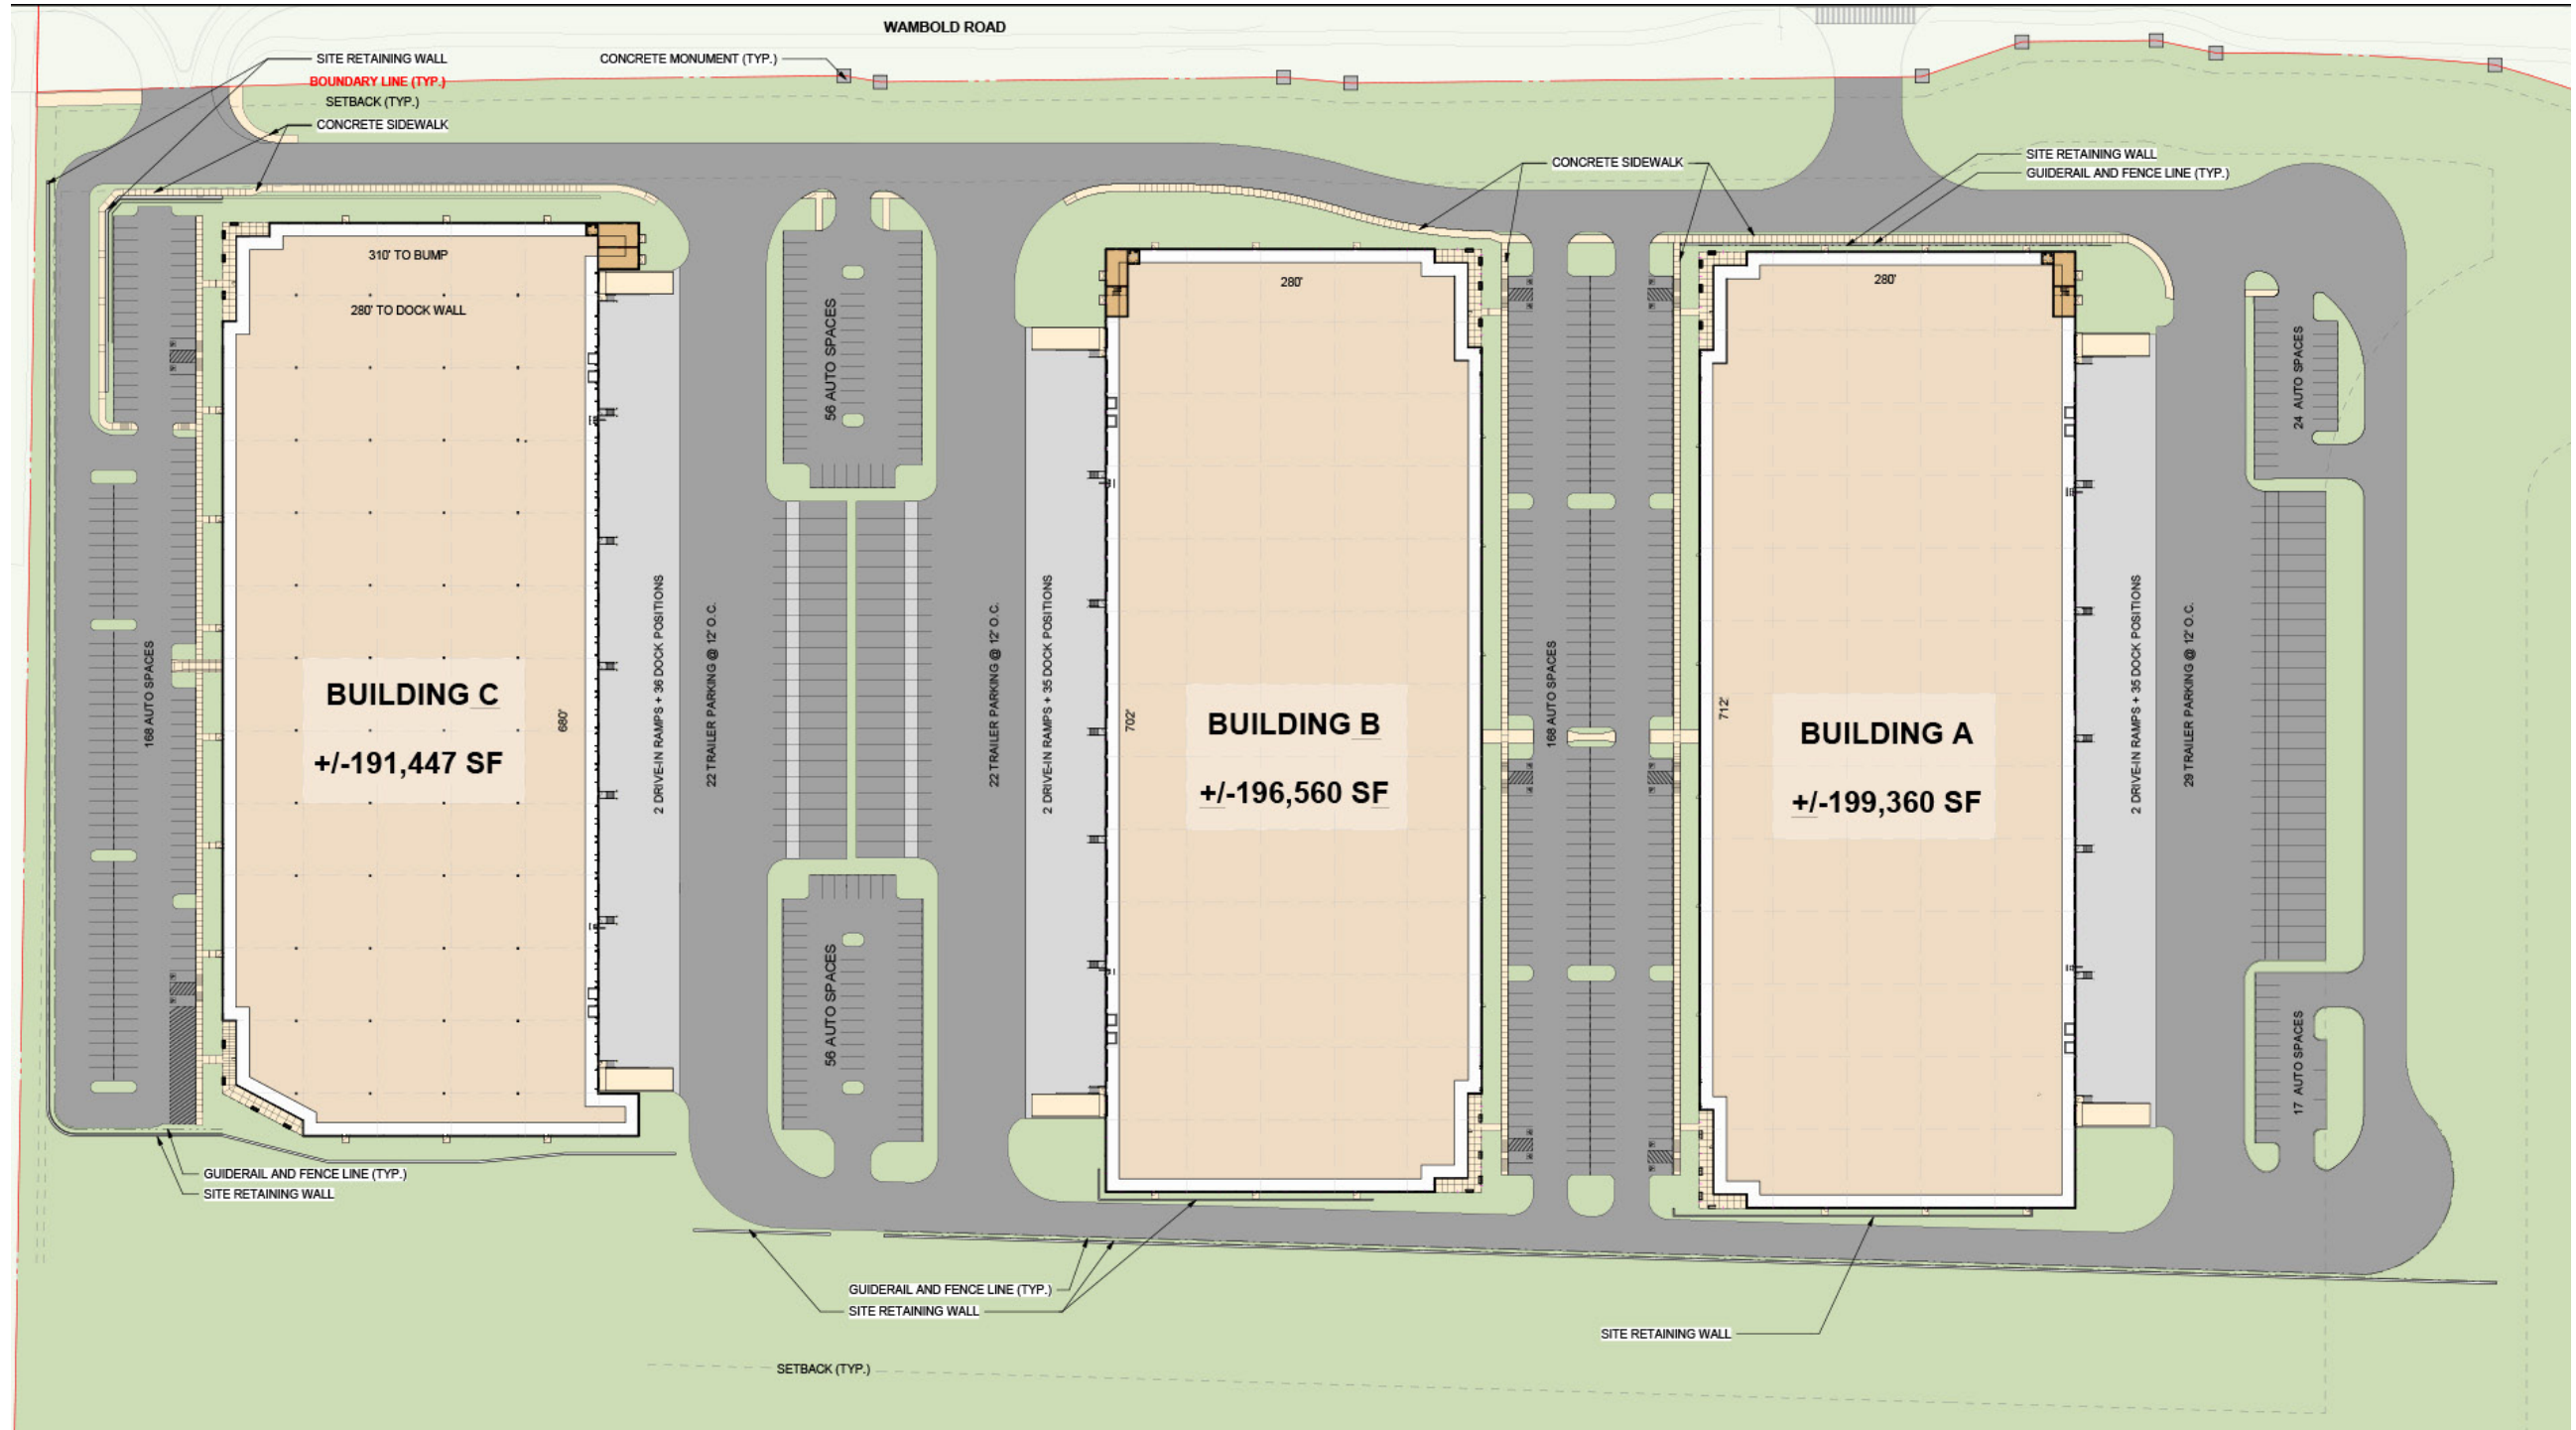 WAMBOLD ROAD
SITE RETAINING WALL
CONCRETE MONUMENT (TYP.)
BOUNDARY LINE (TYP.)
SETBACK (TYP.)
CONCRETE SIDEWALK
CONCRETE SIDEWALK
SITE RETAINING WALL
GUIDERAIL AND FENCE LINE (TYP.)
310' TO BUMP
280' TO DOCK WALL
280'
280'
56 AUTO SPACES
24 AUTO SPACES
168 AUTO SPACES
BUILDING C
+/-191,447 SF
680'
2 DRIVE-IN RAMPS + 36 DOCK POSITIONS
22 TRAILER PARKING @ 12' O.C.
22 TRAILER PARKING @ 12' O.C.
2 DRIVE-IN RAMPS + 35 DOCK POSITIONS
702'
BUILDING B
+/-196,560 SF
168 AUTO SPACES
712'
BUILDING A
+/-199,360 SF
2 DRIVE-IN RAMPS + 35 DOCK POSITIONS
29 TRAILER PARKING @ 12' O.C.
56 AUTO SPACES
17 AUTO SPACES
GUIDERAIL AND FENCE LINE (TYP.)
SITE RETAINING WALL
GUIDERAIL AND FENCE LINE (TYP.)
SITE RETAINING WALL
SITE RETAINING WALL
SETBACK (TYP.)